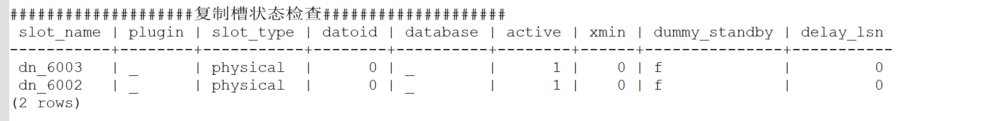 ####################复制槽状态检查####################
 slot_name | plugin | slot_type | datoid | database | active | xmin | dummy_standby | delay_lsn
-----------+--------+-----------+--------+----------+--------+------+---------------+-----------
 dn_6003   | _      | physical  |      0 | _        |      1 |    0 | f             |         0
 dn_6002   | _      | physical  |      0 | _        |      1 |    0 | f             |         0
(2 rows)